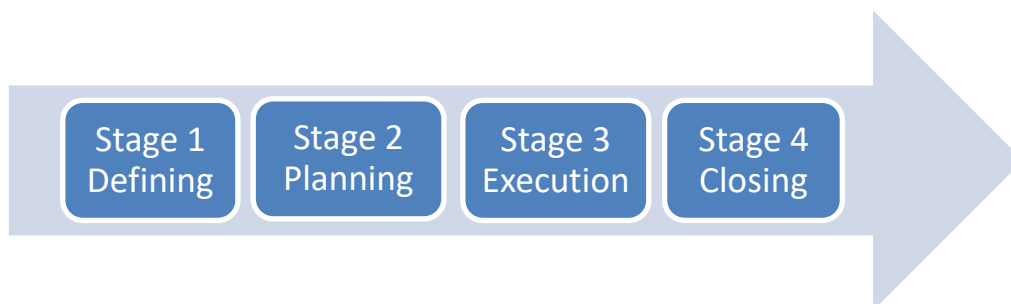 Stage 1
Defining
Stage 2
Planning
Stage 3
Execution
Stage 4
Closing